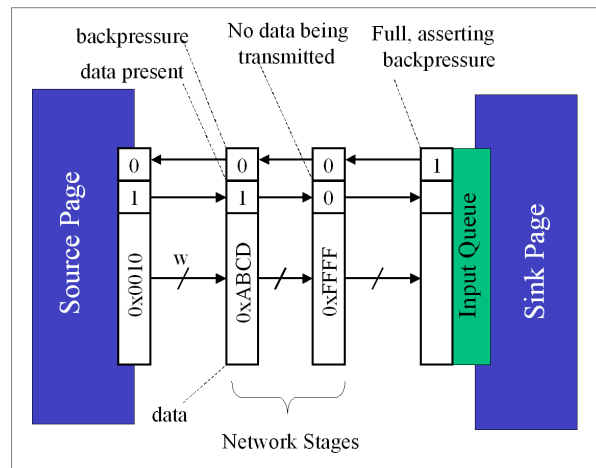 backpressure
data present
No data being
transmitted
Full, asserting
backpressure
Source Page
0
1
0x0010
w
0
1
0xABCD
0
0
0xFFFF
1
Input Queue
Sink Page
data
Network Stages